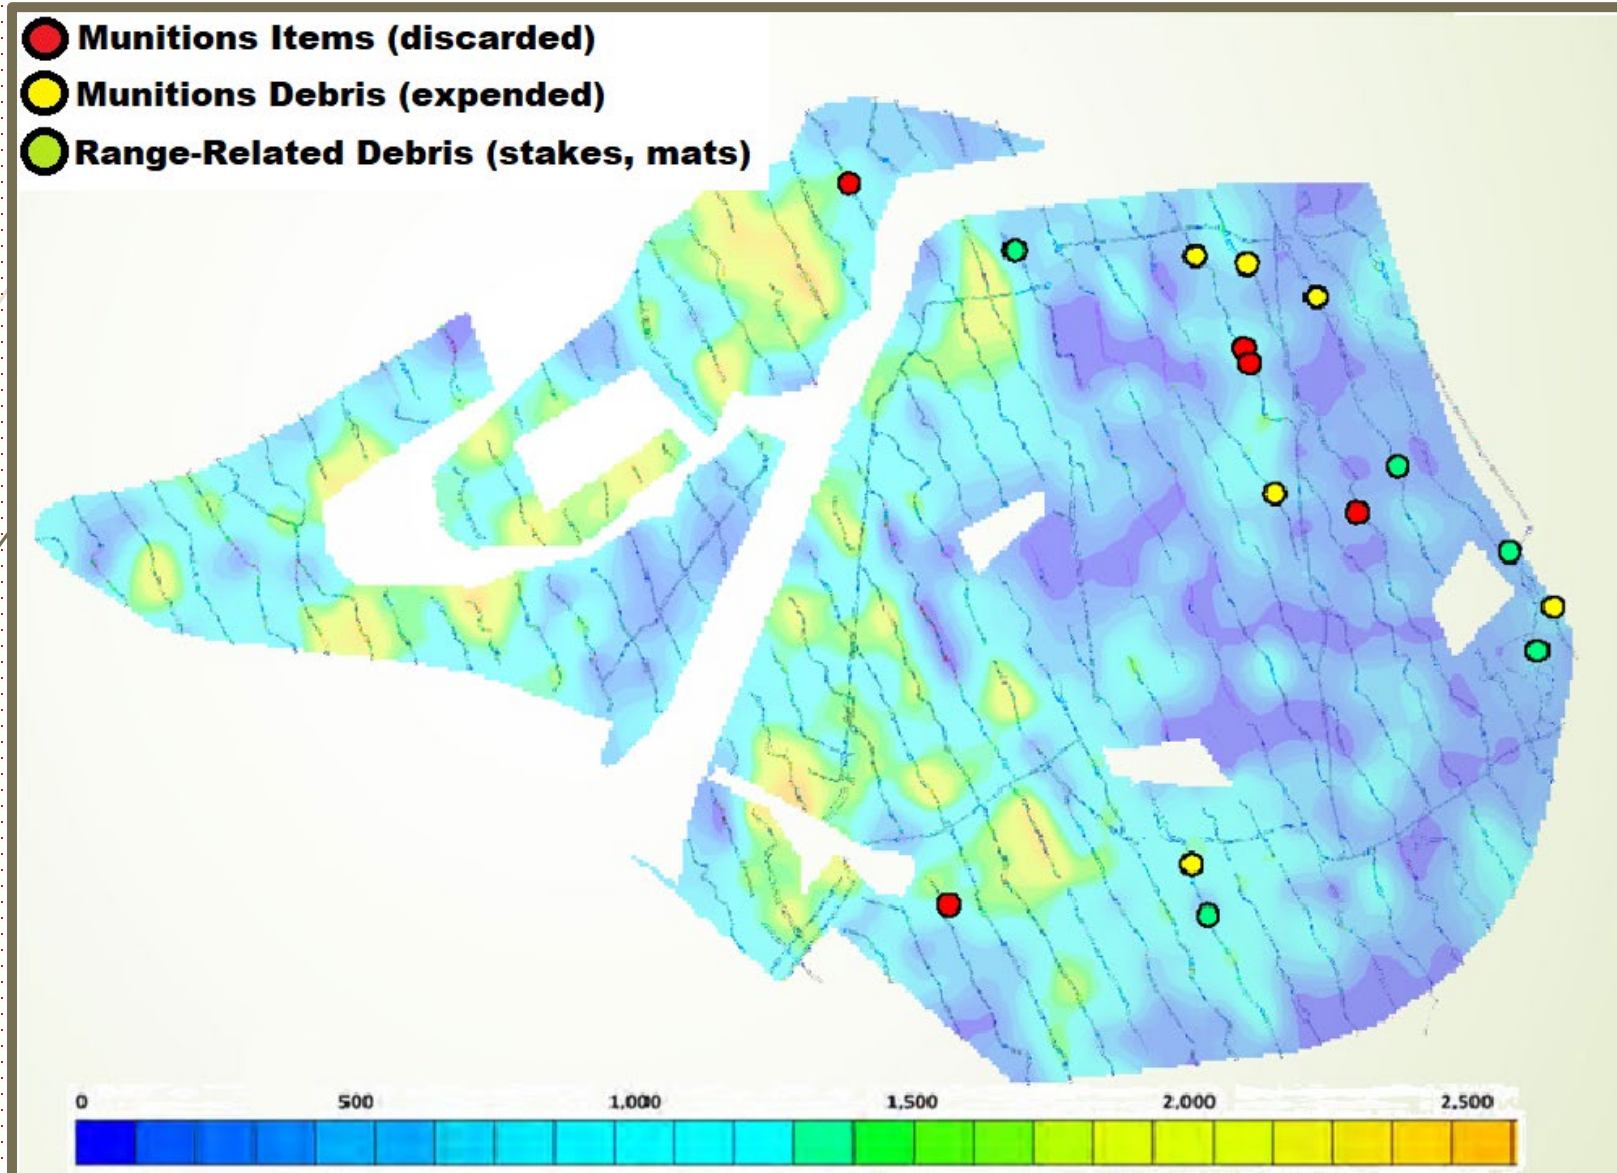 Munitions Items (discarded)
Munitions Debris (expended)
Range-Related Debris (stakes, mats)
0 500 1,000 1,500 2,000 2,500